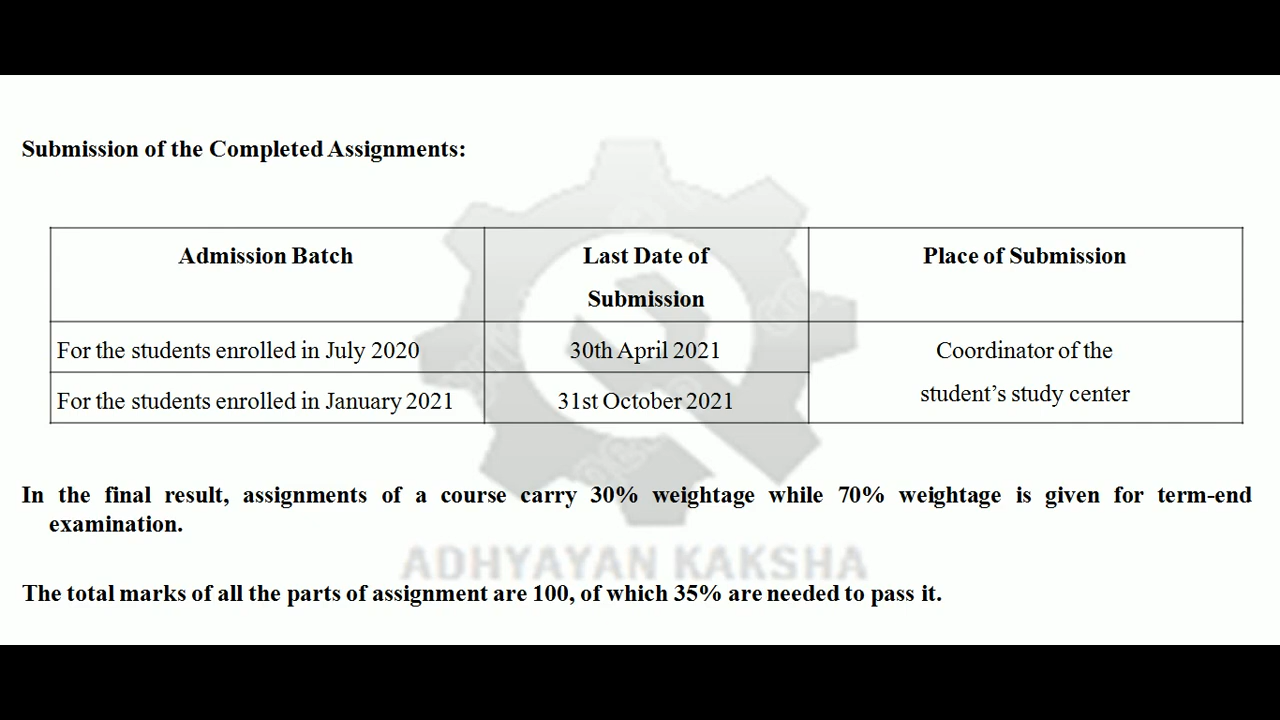 Submission of the Completed Assignments:
Admission Batch
Last Date of
Submission
Place of Submission
For the students enrolled in July 2020
30th April 2021
For the students enrolled in January 2021
31st October 2021
Coordinator of the
student’s study center
In the final result, assignments of a course carry 30% weightage while 70% weightage is given for term-end
examination.
ADHYAYAN KAKSHA
The total marks of all the parts of assignment are 100, of which 35% are needed to pass it.